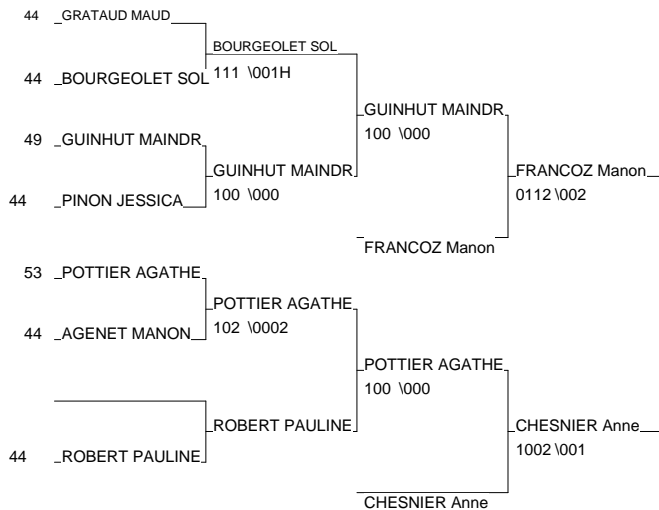 44 GRATAUD MAUD
BOURGEOLET SOL
111 \001H
44 BOURGEOLET SOL
GUINHUT MAINDR
100 \000
49 GUINHUT MAINDR
GUINHUT MAINDR
100 \000
FRANCOZ Manon
0112 \002
44 PINON JESSICA
FRANCOZ Manon
53 POTTIER AGATHE
POTTIER AGATHE
102 \0002
44 AGENET MANON
POTTIER AGATHE
100 \000
ROBERT PAULINE
CHESNIER Anne
1002 \001
44 ROBERT PAULINE
CHESNIER Anne